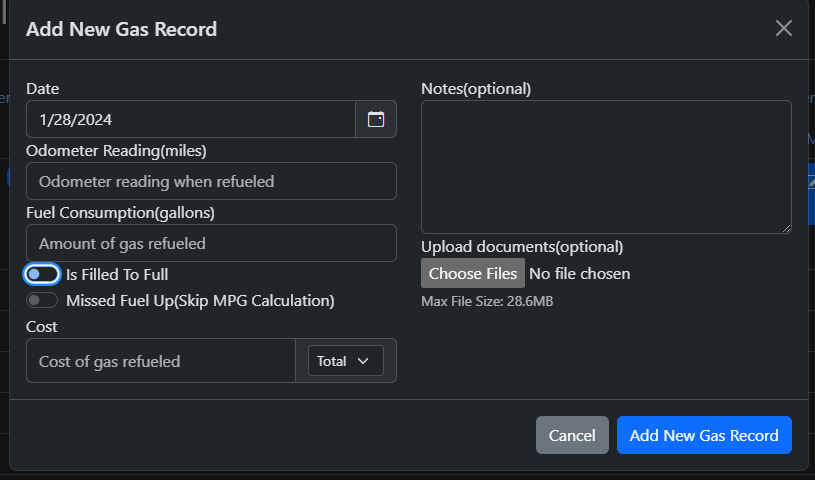 Add New Gas Record
Date
1/28/2024
Odometer Reading(miles)
Odometer reading when refueled
Fuel Consumption(gallons)
Amount of gas refueled
Is Filled To Full
Missed Fuel Up(Skip MPG Calculation)
Cost
Cost of gas refueled
Total
Notes(optional)
Upload documents(optional)
Choose Files No file chosen
Max File Size: 28.6MB
Cancel
Add New Gas Record